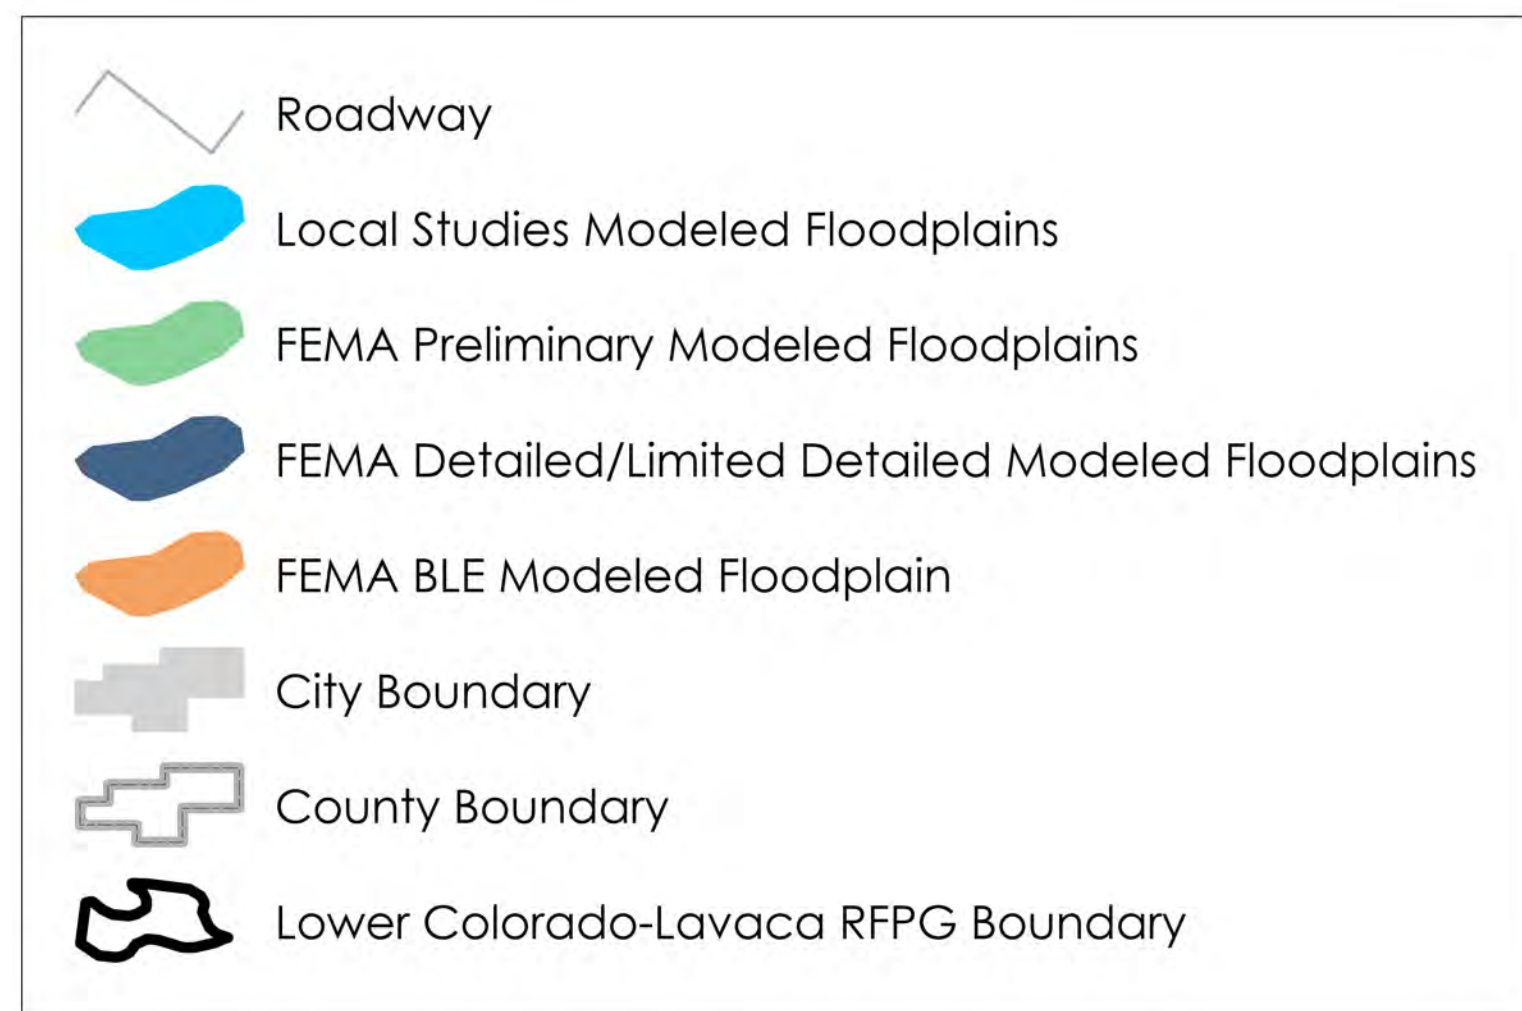 Roadway
Local Studies Modeled Floodplains
FEMA Preliminary Modeled Floodplains
FEMA Detailed/Limited Detailed Modeled Floodplains
FEMA BLE Modeled Floodplain
City Boundary
County Boundary
Lower Colorado-Lavaca RFPG Boundary